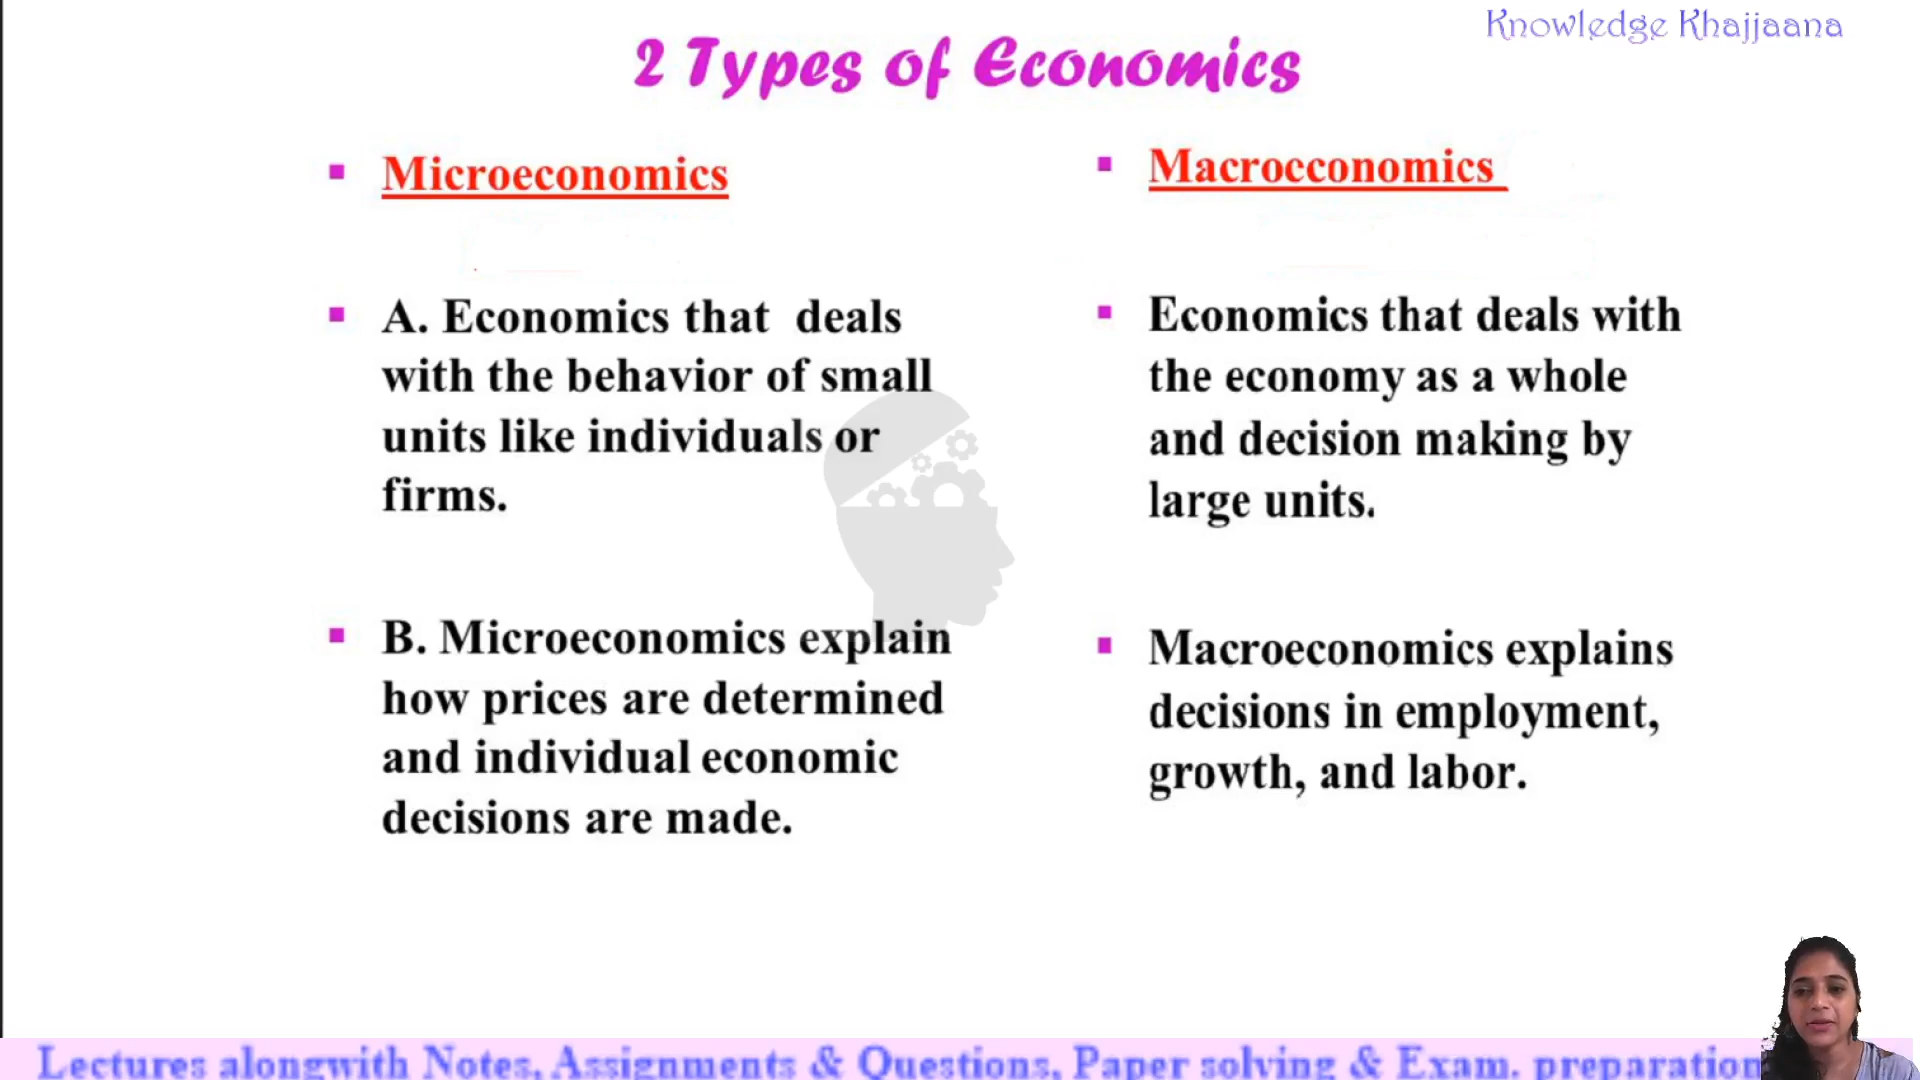 Knowledge Khajjaana
2 Types of Economics
Microeconomics
A. Economics that deals
with the behavior of small
units like individuals or
firms.
B. Microeconomics explain
how prices are determined
and individual economic
decisions are made.
Macrocconomics
Economics that deals with
the economy as a whole
and decision making by
large units.
Macroeconomics explains
decisions in employment,
growth, and labor.
Lectures alongwith Notes, Assignments & Questions, Paper solving & Exam. preparation